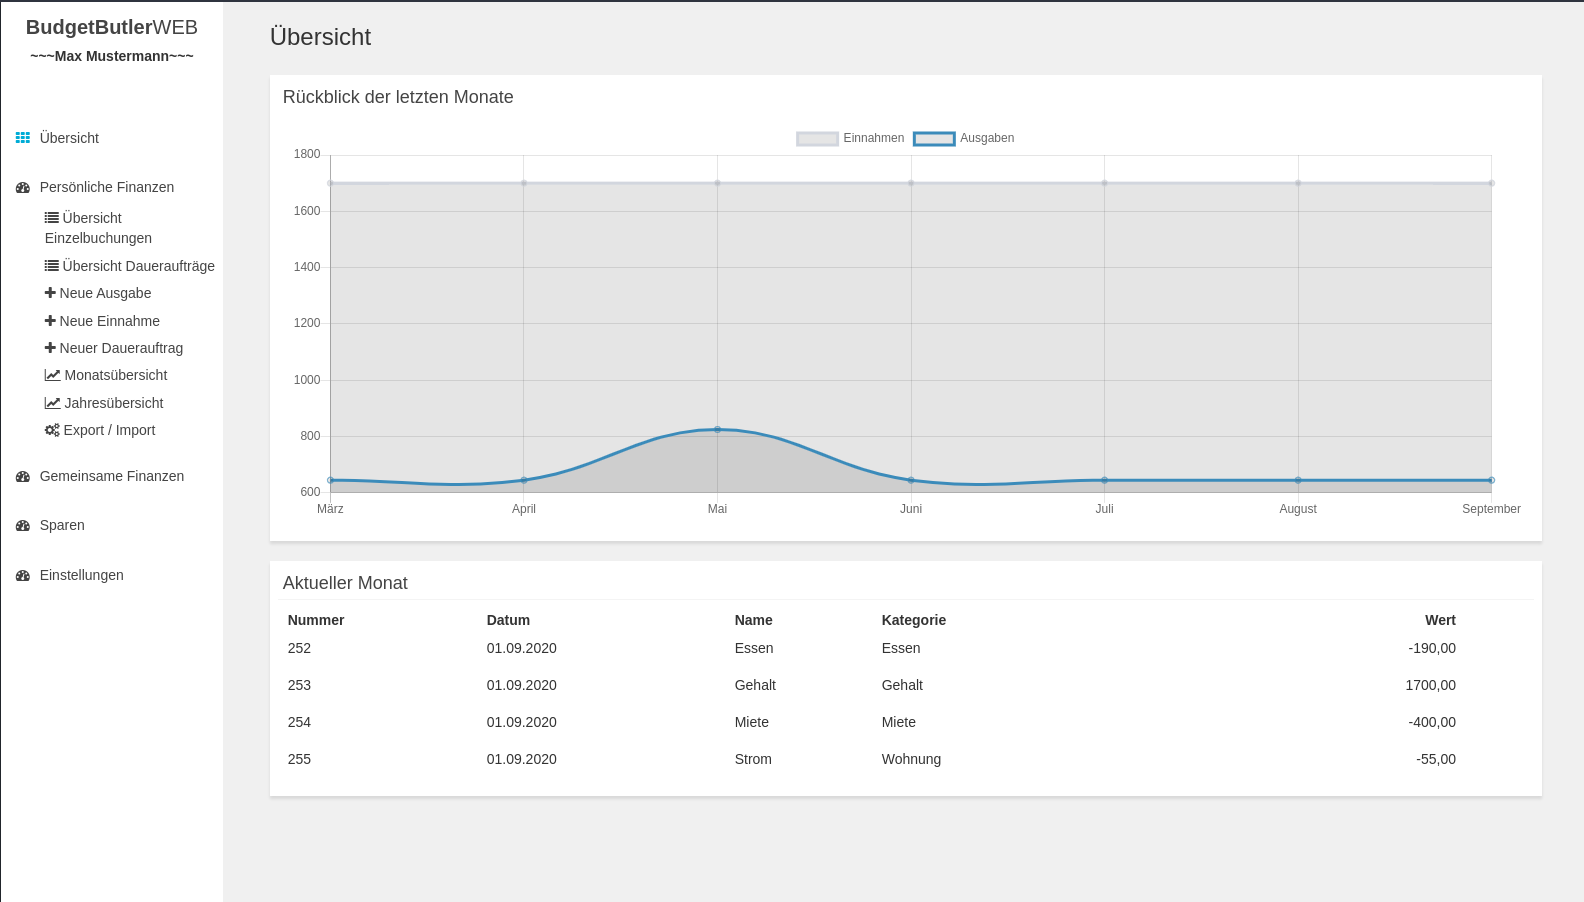 BudgetButlerWEB
~~~Max Mustermann~~~
Übersicht
Persönliche Finanzen
Übersicht
Einzelbuchungen
Übersicht Daueraufträge
Neue Ausgabe
Neue Einnahme
Neuer Dauerauftrag
Monatsübersicht
Jahresübersicht
Export / Import
Gemeinsame Finanzen
Sparen
Einstellungen
Übersicht
Rückblick der letzten Monate
Einnahmen Ausgaben
1800
1600
1400
1200
1000
800
600
März April Mai Juni Juli August September
Aktueller Monat
Nummer Datum Name Kategorie Wert
252 01.09.2020 Essen Essen -190,00
253 01.09.2020 Gehalt Gehalt 1700,00
254 01.09.2020 Miete Miete -400,00
255 01.09.2020 Strom Wohnung -55,00